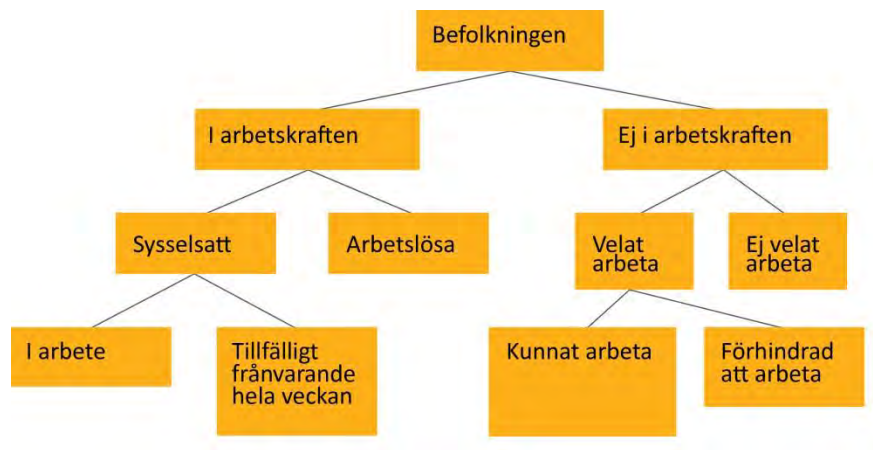 Befolkningen
I arbetskraften
Ej i arbetskraften
Sysselsatt
Arbetslösa
Velat
arbeta
Ej velat
arbeta
I arbete
Tillfälligt
frånvarande
hela veckan
Kunnat arbeta
Förhindrad
att arbeta